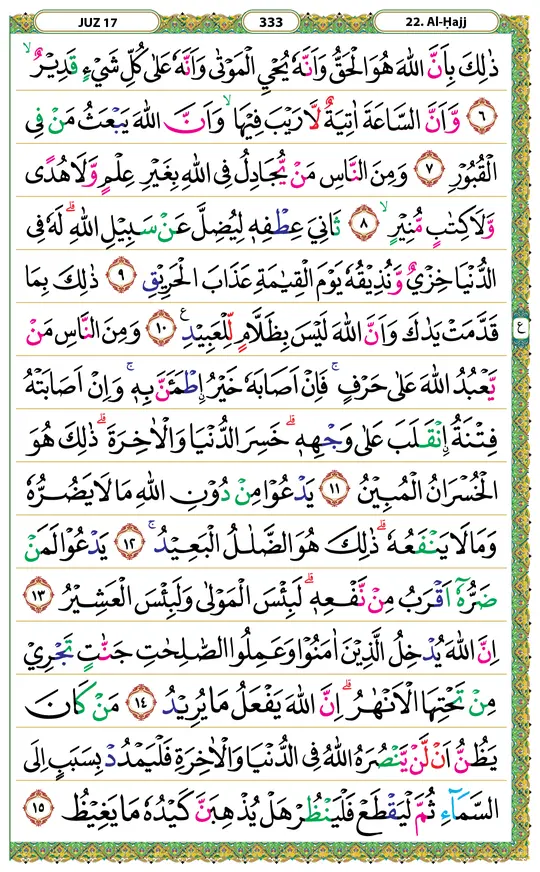 JUZ 17 333 22. Al-Ḥajj
ذٰلِكَ بِاَنَّ اللّٰهَ هُوَ الْحَقُّ وَاَنَّهٗ يُحْيِ الْمَوْتٰى وَاَنَّهٗ عَلٰى كُلِّ شَيْءٍ قَدِيْرٌ ۙ
٦ وَّاَنَّ السَّاعَةَ اٰتِيَةٌ لَّا رَيْبَ فِيْهَاۙ وَاَنَّ اللّٰهَ يَبْعَثُ مَنْ فِى
الْقُبُوْرِ ٧ وَمِنَ النَّاسِ مَنْ يُّجَادِلُ فِى اللّٰهِ بِغَيْرِ عِلْمٍ وَّلَا هُدًى
وَّلَا كِتٰبٍ مُّنِيْرٍ ۙ ٨ ثَانِيَ عِطْفِهٖ لِيُضِلَّ عَنْ سَبِيْلِ اللّٰهِ ۗ لَهٗ فِى
الدُّنْيَا خِزْيٌ وَّنُذِيْقُهٗ يَوْمَ الْقِيٰمَةِ عَذَابَ الْحَرِيْقِ ٩ ذٰلِكَ بِمَا
قَدَّمَتْ يَدٰكَ وَاَنَّ اللّٰهَ لَيْسَ بِظَلَّامٍ لِّلْعَبِيْدِ ࣖ ١٠ وَمِنَ النَّاسِ مَنْ
ع
يَّعْبُدُ اللّٰهَ عَلٰى حَرْفٍ ۚ فَاِنْ اَصَابَهٗ خَيْرُ ِۨاطْمَـَٔنَّ بِهٖ ۚ وَاِنْ اَصَابَتْهُ
فِتْنَةُ ِۨانْقَلَبَ عَلٰى وَجْهِهٖ ۗ خَسِرَ الدُّنْيَا وَالْاٰخِرَةَ ۗ ذٰلِكَ هُوَ
الْخُسْرَانُ الْمُبِيْنُ ١١ يَدْعُوْا مِنْ دُوْنِ اللّٰهِ مَا لَا يَضُرُّهٗ
وَمَا لَا يَنْفَعُهٗ ۗ ذٰلِكَ هُوَ الضَّلٰلُ الْبَعِيْدُ ۚ ١٢ يَدْعُوْا لَمَنْ
ضَرُّهٗٓ اَقْرَبُ مِنْ نَّفْعِهٖ ۗ لَبِئْسَ الْمَوْلٰى وَلَبِئْسَ الْعَشِيْرُ ١٣
اِنَّ اللّٰهَ يُدْخِلُ الَّذِيْنَ اٰمَنُوْا وَعَمِلُوا الصّٰلِحٰتِ جَنّٰتٍ تَجْرِيْ
مِنْ تَحْتِهَا الْاَنْهٰرُ ۗ اِنَّ اللّٰهَ يَفْعَلُ مَا يُرِيْدُ ١٤ مَنْ كَانَ
يَظُنُّ اَنْ لَّنْ يَّنْصُرَهُ اللّٰهُ فِى الدُّنْيَا وَالْاٰخِرَةِ فَلْيَمْدُدْ بِسَبَبٍ اِلَى
السَّمَاۤءِ ثُمَّ لْيَقْطَعْ فَلْيَنْظُرْ هَلْ يُذْهِبَنَّ كَيْدُهٗ مَا يَغِيْظُ ١٥